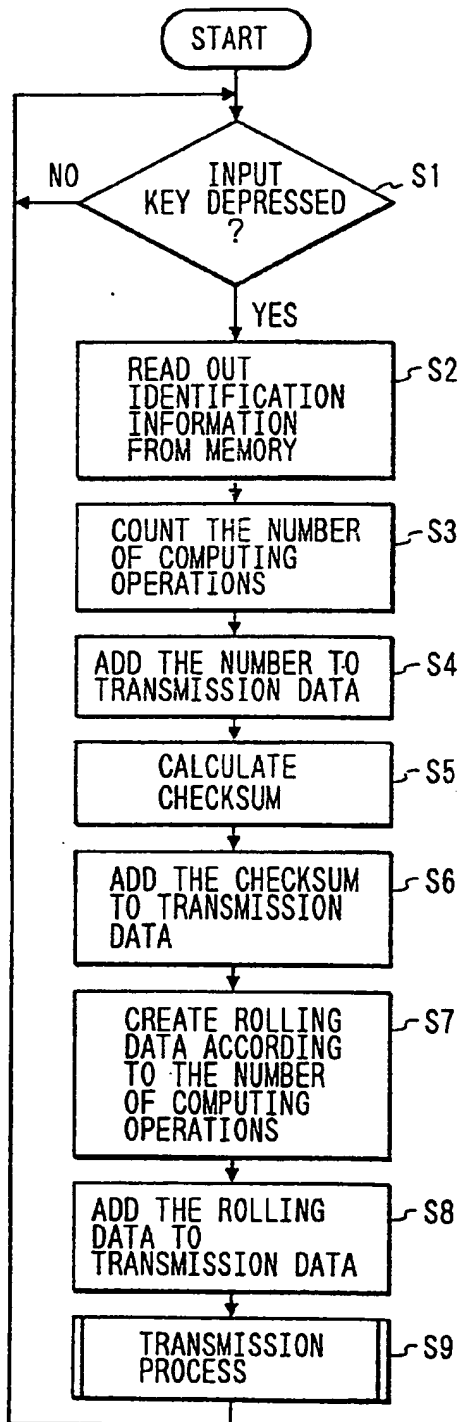 START
NO
INPUT
KEY DEPRESSED
?
S1
YES
READ OUT
IDENTIFICATION
INFORMATION
FROM MEMORY
S2
COUNT THE NUMBER
OF COMPUTING
OPERATIONS
S3
ADD THE NUMBER TO
TRANSMISSION DATA
S4
CALCULATE
CHECKSUM
S5
ADD THE CHECKSUM
TO TRANSMISSION
DATA
S6
CREATE ROLLING
DATA ACCORDING
TO THE NUMBER
OF COMPUTING
OPERATIONS
S7
ADD THE ROLLING
DATA TO
TRANSMISSION DATA
S8
TRANSMISSION
PROCESS
S9